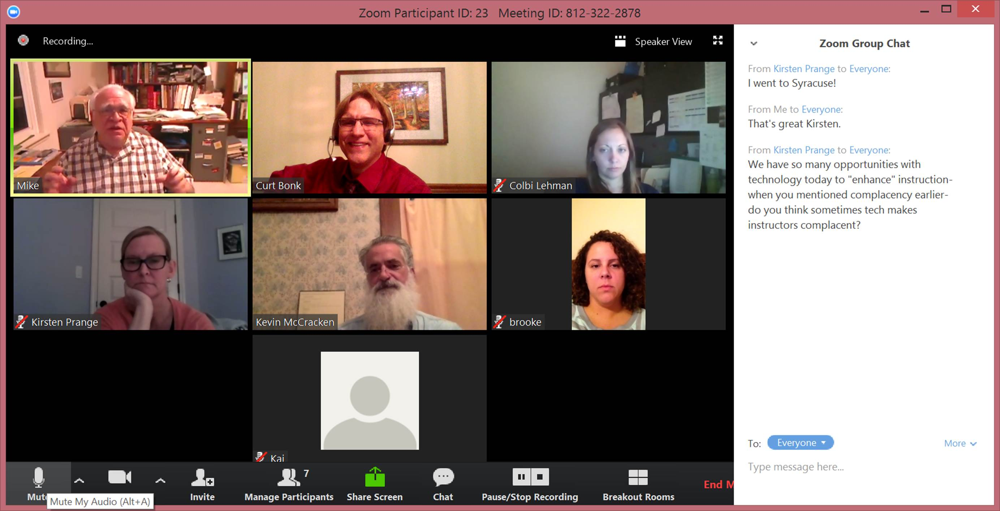 Zoom Participant ID: 23 Meeting ID: 812-322-2878
Recording...
Speaker View
Mike
Curt Bonk
Colbi Lehman
Kirsten Prange
Kevin McCracken
brooke
Kai
Mute
Mute My Audio (Alt+A)
Invite
7
Manage Participants
Share Screen
Chat
Pause/Stop Recording
Breakout Rooms
End M
Zoom Group Chat
From Kirsten Prange to Everyone:
I went to Syracuse!
From Me to Everyone:
That's great Kirsten.
From Kirsten Prange to Everyone:
We have so many opportunities with
technology today to "enhance" instruction-
when you mentioned complacency earlier-
do you think sometimes tech makes
instructors complacent?
To: Everyone
More
Type message here...